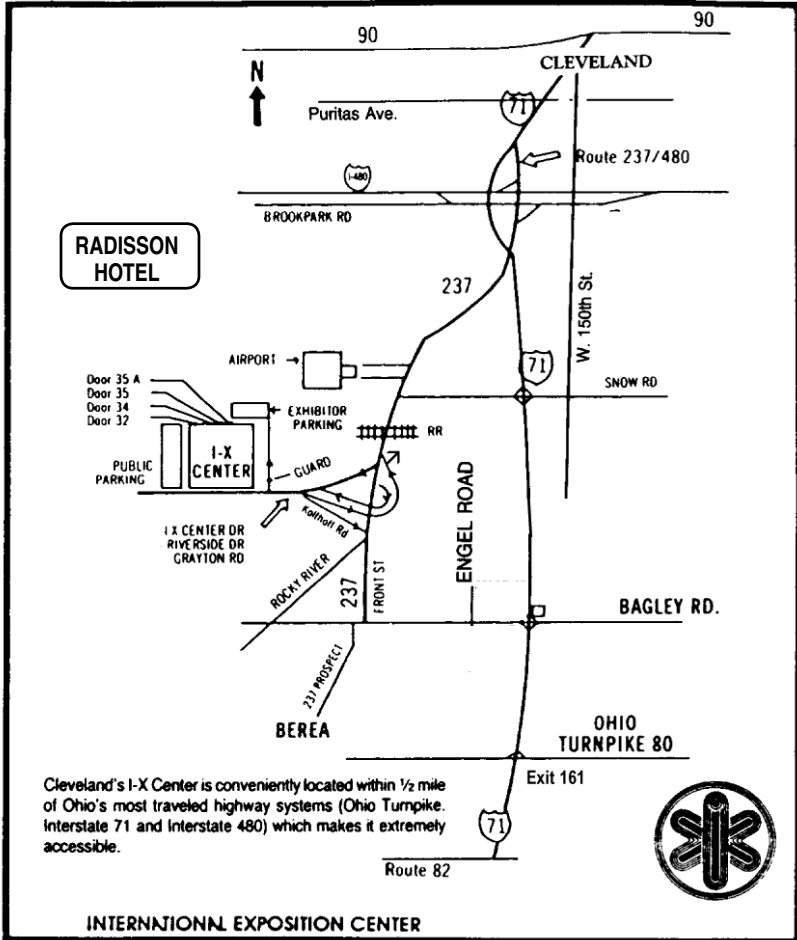 90
90
CLEVELAND
N
71
Puritas Ave.
Route 237/480
I-480
BROOKPARK RD
RADISSON
HOTEL
237
W. 150th St.
AIRPORT
71
SNOW RD
Door 35 A
Door 35
Door 34
Door 32
EXHIBITOR
PARKING
RR
I-X
CENTER
PUBLIC
PARKING
GUARD
Kolthoff Rd
I X CENTER DR
RIVERSIDE DR
GRAYTON RD
ENGEL ROAD
ROCKY RIVER
237
FRONT ST
BAGLEY RD.
237 PROSPECT
BEREA
OHIO
TURNPIKE 80
Exit 161
Cleveland's I-X Center is conveniently located within ½ mile
of Ohio's most traveled highway systems (Ohio Turnpike.
Interstate 71 and Interstate 480) which makes it extremely
accessible.
71
Route 82
INTERNATIONAL EXPOSITION CENTER